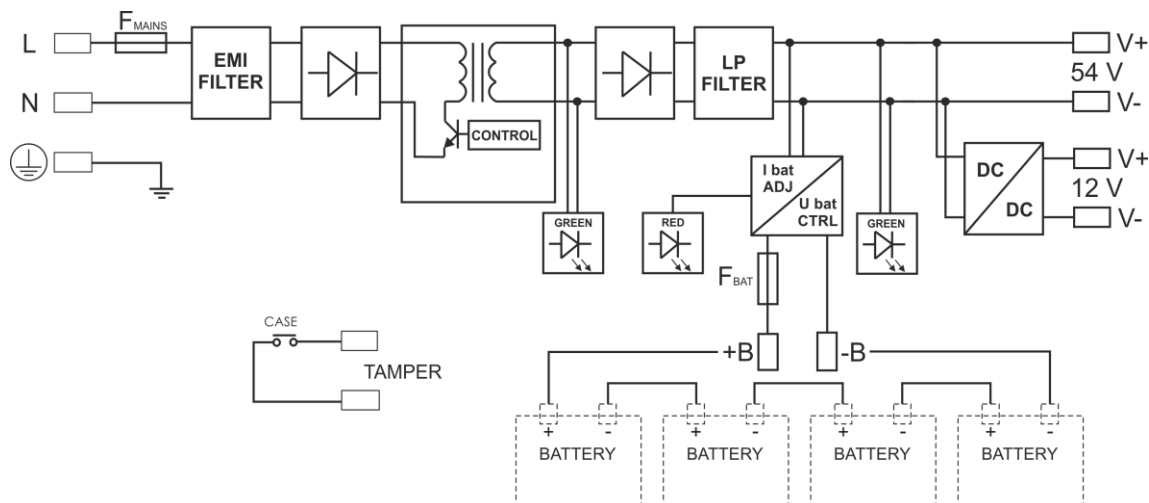 L
F MAINS
N
EMI
FILTER
CONTROL
LP
FILTER
V+
54 V
V-
V+
12 V
V-
DC
DC
I bat
ADJ
U bat
CTRL
GREEN
RED
GREEN
F BAT
CASE
TAMPER
+B
-B
+ -
BATTERY
+ -
BATTERY
+ -
BATTERY
+ -
BATTERY